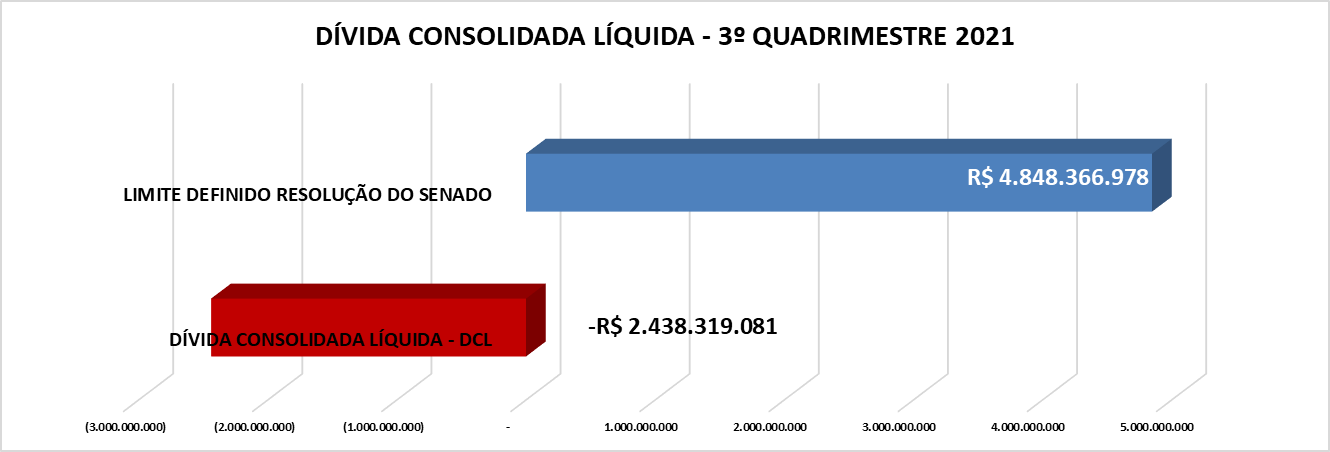 DÍVIDA CONSOLIDADA LÍQUIDA - 3º QUADRIMESTRE 2021
LIMITE DEFINIDO RESOLUÇÃO DO SENADO
R$ 4.848.366.978
DÍVIDA CONSOLIDADA LÍQUIDA - DCL
-R$ 2.438.319.081
(3.000.000.000) (2.000.000.000) (1.000.000.000) - 1.000.000.000 2.000.000.000 3.000.000.000 4.000.000.000 5.000.000.000